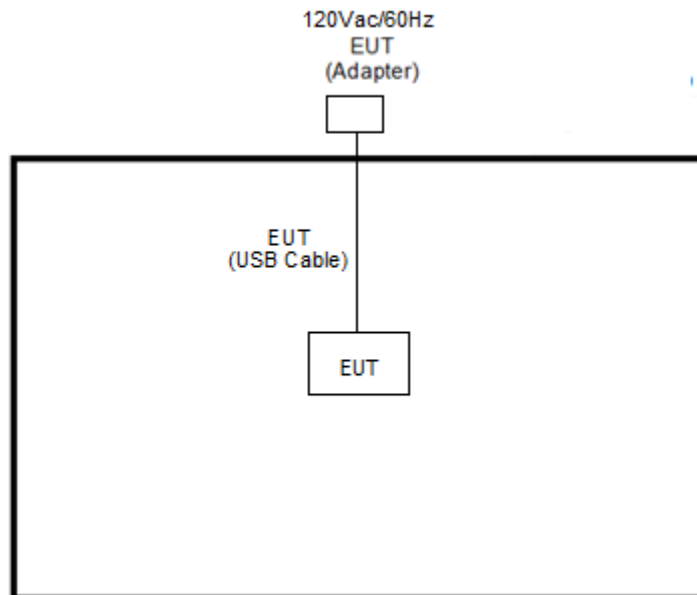 120Vac/60Hz
EUT
(Adapter)
EUT
(USB Cable)
EUT